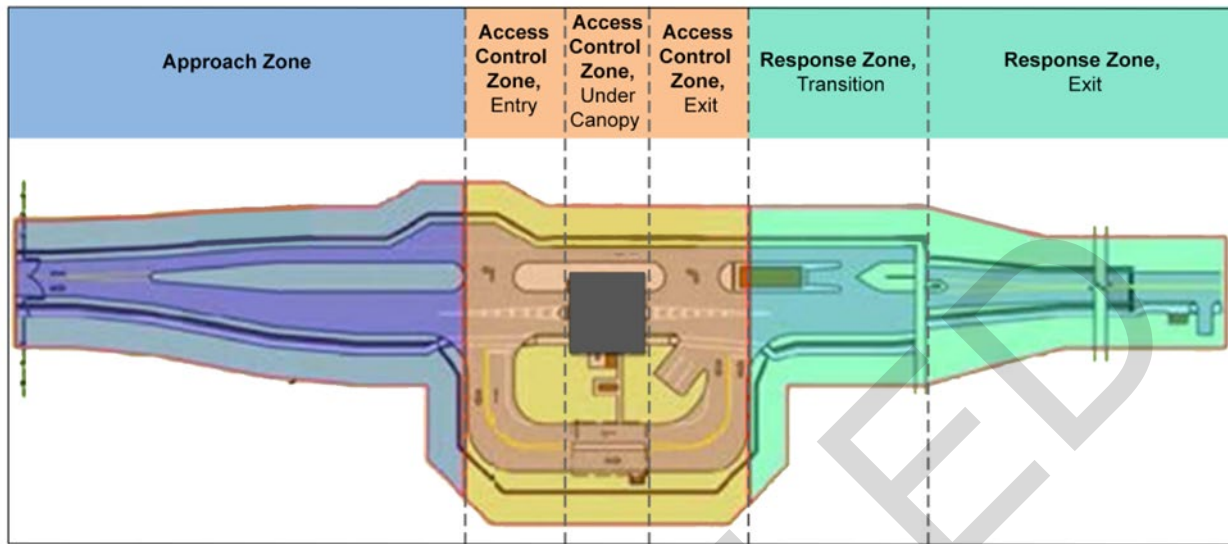 Approach Zone
Access
Control
Zone,
Entry
Access
Control
Zone,
Under
Canopy
Access
Control
Zone,
Exit
Response Zone,
Transition
Response Zone,
Exit